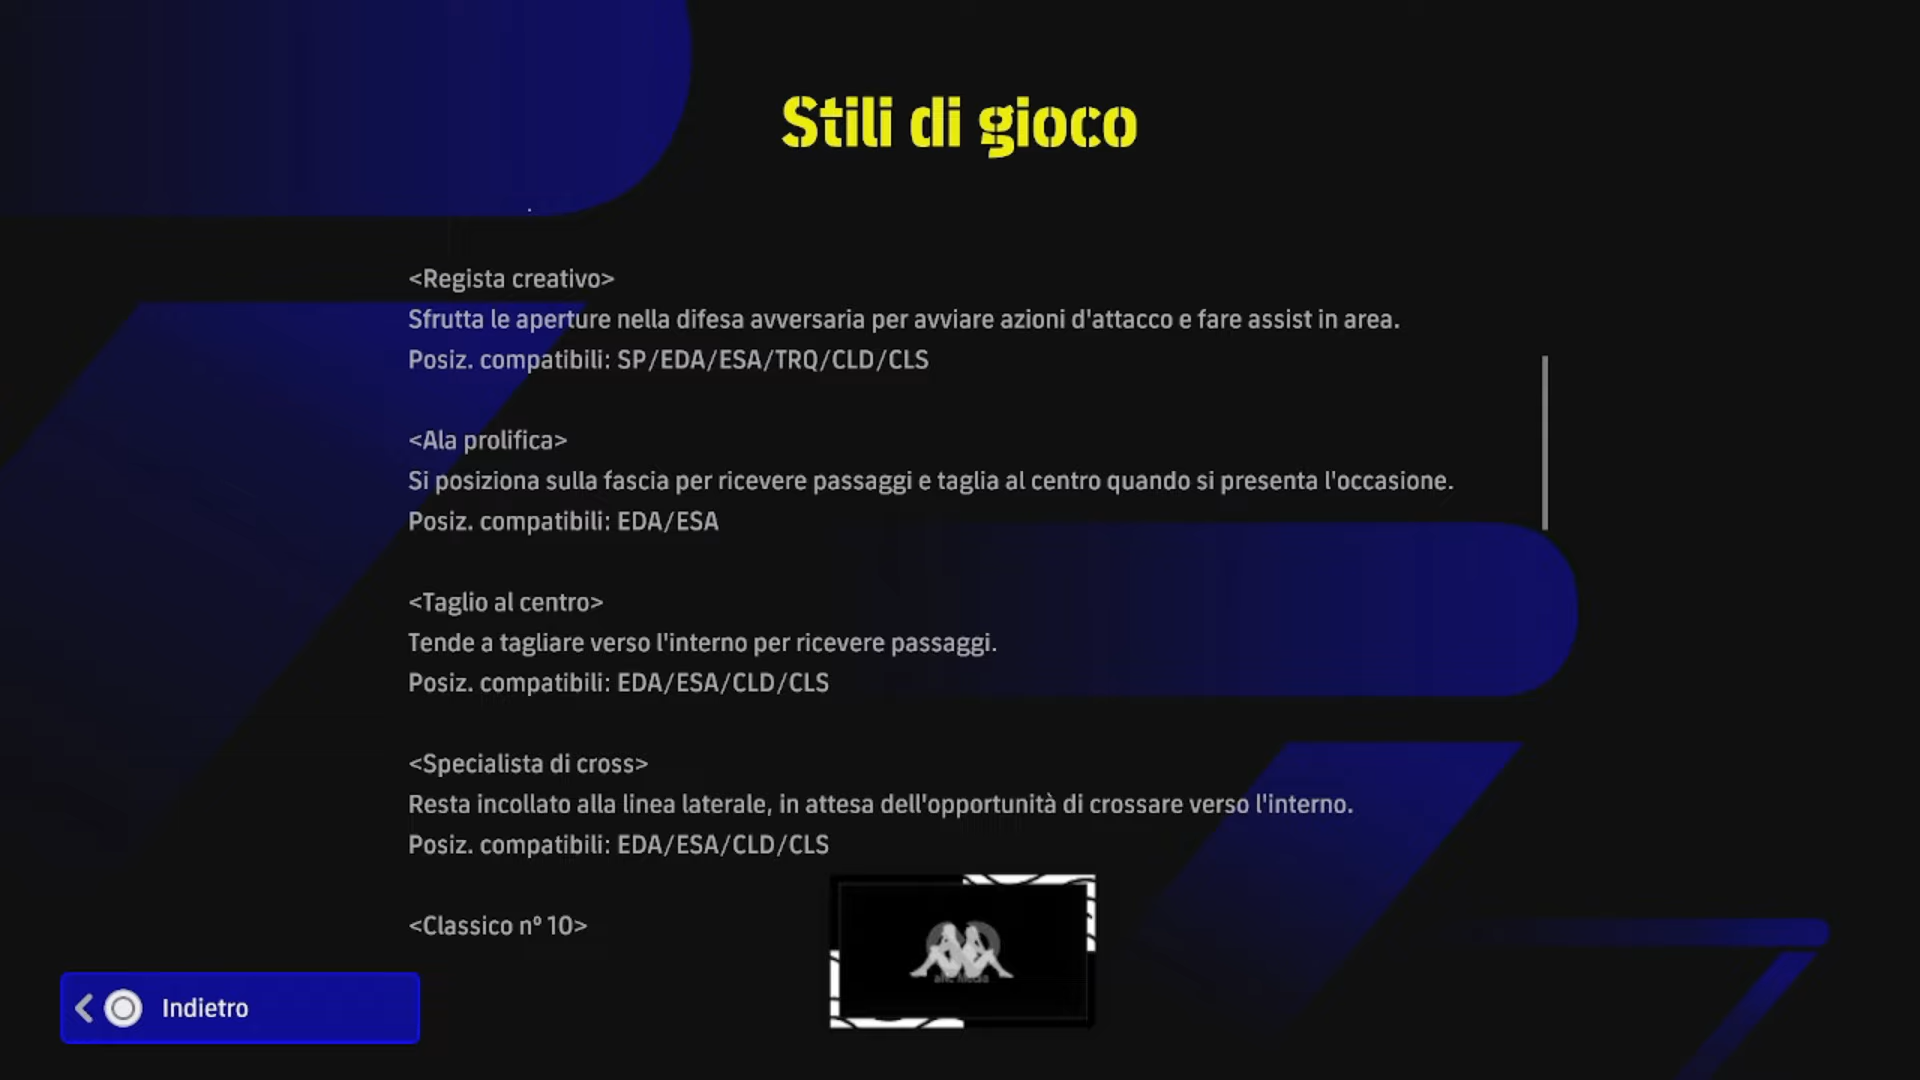 Stili di gioco
<Regista creativo>
Sfrutta le aperture nella difesa avversaria per avviare azioni d'attacco e fare assist in area.
Posiz. compatibili: SP/EDA/ESA/TRQ/CLD/CLS
<Ala prolifica>
Si posiziona sulla fascia per ricevere passaggi e taglia al centro quando si presenta l'occasione.
Posiz. compatibili: EDA/ESA
<Taglio al centro>
Tende a tagliare verso l'interno per ricevere passaggi.
Posiz. compatibili: EDA/ESA/CLD/CLS
<Specialista di cross>
Resta incollato alla linea laterale, in attesa dell'opportunità di crossare verso l'interno.
Posiz. compatibili: EDA/ESA/CLD/CLS
<Classico nº 10>
Indietro